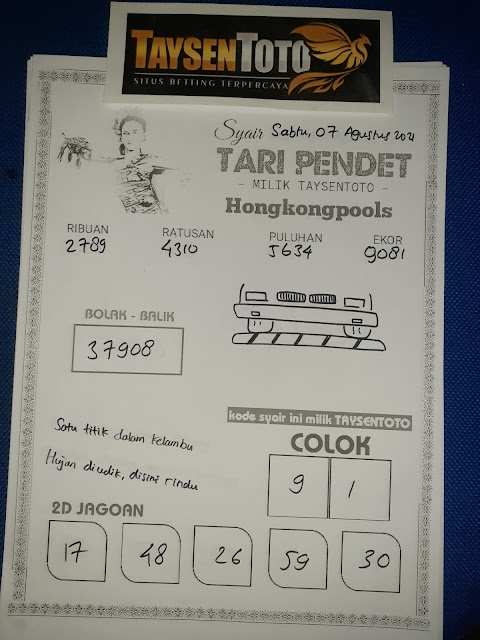 TAYSENTOTO
SITUS BETTING TERPERCAYA
Syair Sabtu, 07 Agustus 2021
TARI PENDET
- MILIK TAYSENTOTO -
Hongkongpools
RIBUAN RATUSAN PULUHAN EKOR
2789 4310 5634 9081
BOLAK - BALIK
37908
kode syair ini milik TAYSENTOTO
COLOK
9 1
Satu titik dalam kelambu
Hujan diudik, disini rindu
2D JAGOAN
17 48 26 59 30